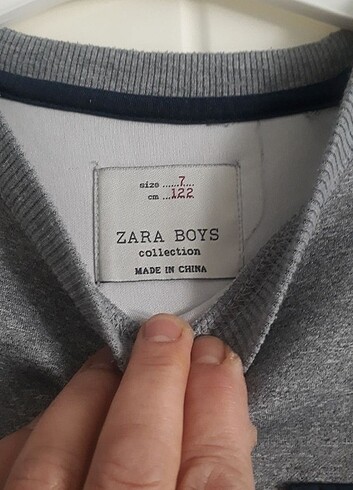 size ......7....
cm ...122
ZARA BOYS
collection
MADE IN CHINA